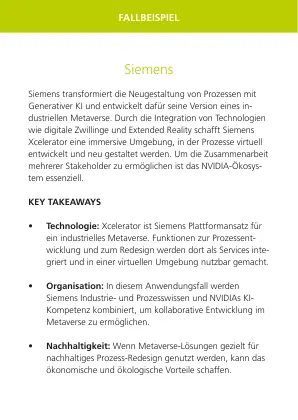 FALLBEISPIEL
Siemens
Siemens transformiert die Neugestaltung von Prozessen mit
Generativer KI und entwickelt dafür seine Version eines in-
dustriellen Metaverse. Durch die Integration von Technologien
wie digitale Zwillinge und Extended Reality schafft Siemens
Xcelerator eine immersive Umgebung, in der Prozesse virtuell
entwickelt und neu gestaltet werden. Um die Zusammenarbeit
mehrerer Stakeholder zu ermöglichen ist das NVIDIA-Ökosys-
tem essenziell.
KEY TAKEAWAYS
• Technologie: Xcelerator ist Siemens Plattformansatz für
ein industrielles Metaverse. Funktionen zur Prozessent-
wicklung und zum Redesign werden dort als Services inte-
griert und in einer virtuellen Umgebung nutzbar gemacht.
• Organisation: In diesem Anwendungsfall werden
Siemens Industrie- und Prozesswissen und NVIDIAs KI-
Kompetenz kombiniert, um kollaborative Entwicklung im
Metaverse zu ermöglichen.
• Nachhaltigkeit: Wenn Metaverse-Lösungen gezielt für
nachhaltiges Prozess-Redesign genutzt werden, kann das
ökonomische und ökologische Vorteile schaffen.